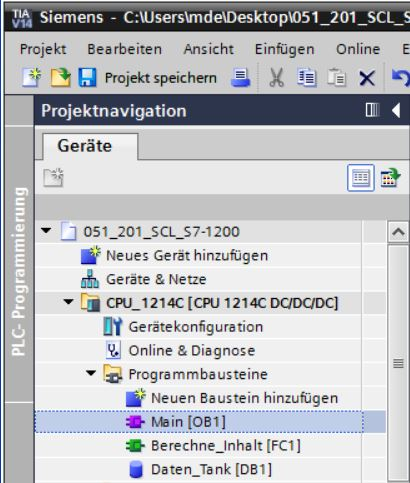 TIA V14 Siemens - C:\Users\mde\Desktop\051_201_SCL_S
Projekt Bearbeiten Ansicht Einfügen Online
Projekt speichern
Projektnavigation
Geräte
PLC- Programmierung
051_201_SCL_S7-1200
Neues Gerät hinzufügen
Geräte & Netze
CPU_1214C [CPU 1214C DC/DC/DC]
Gerätekonfiguration
Online & Diagnose
Programmbausteine
Neuen Baustein hinzufügen
Main [OB1]
Berechne_Inhalt [FC1]
Daten_Tank [DB1]